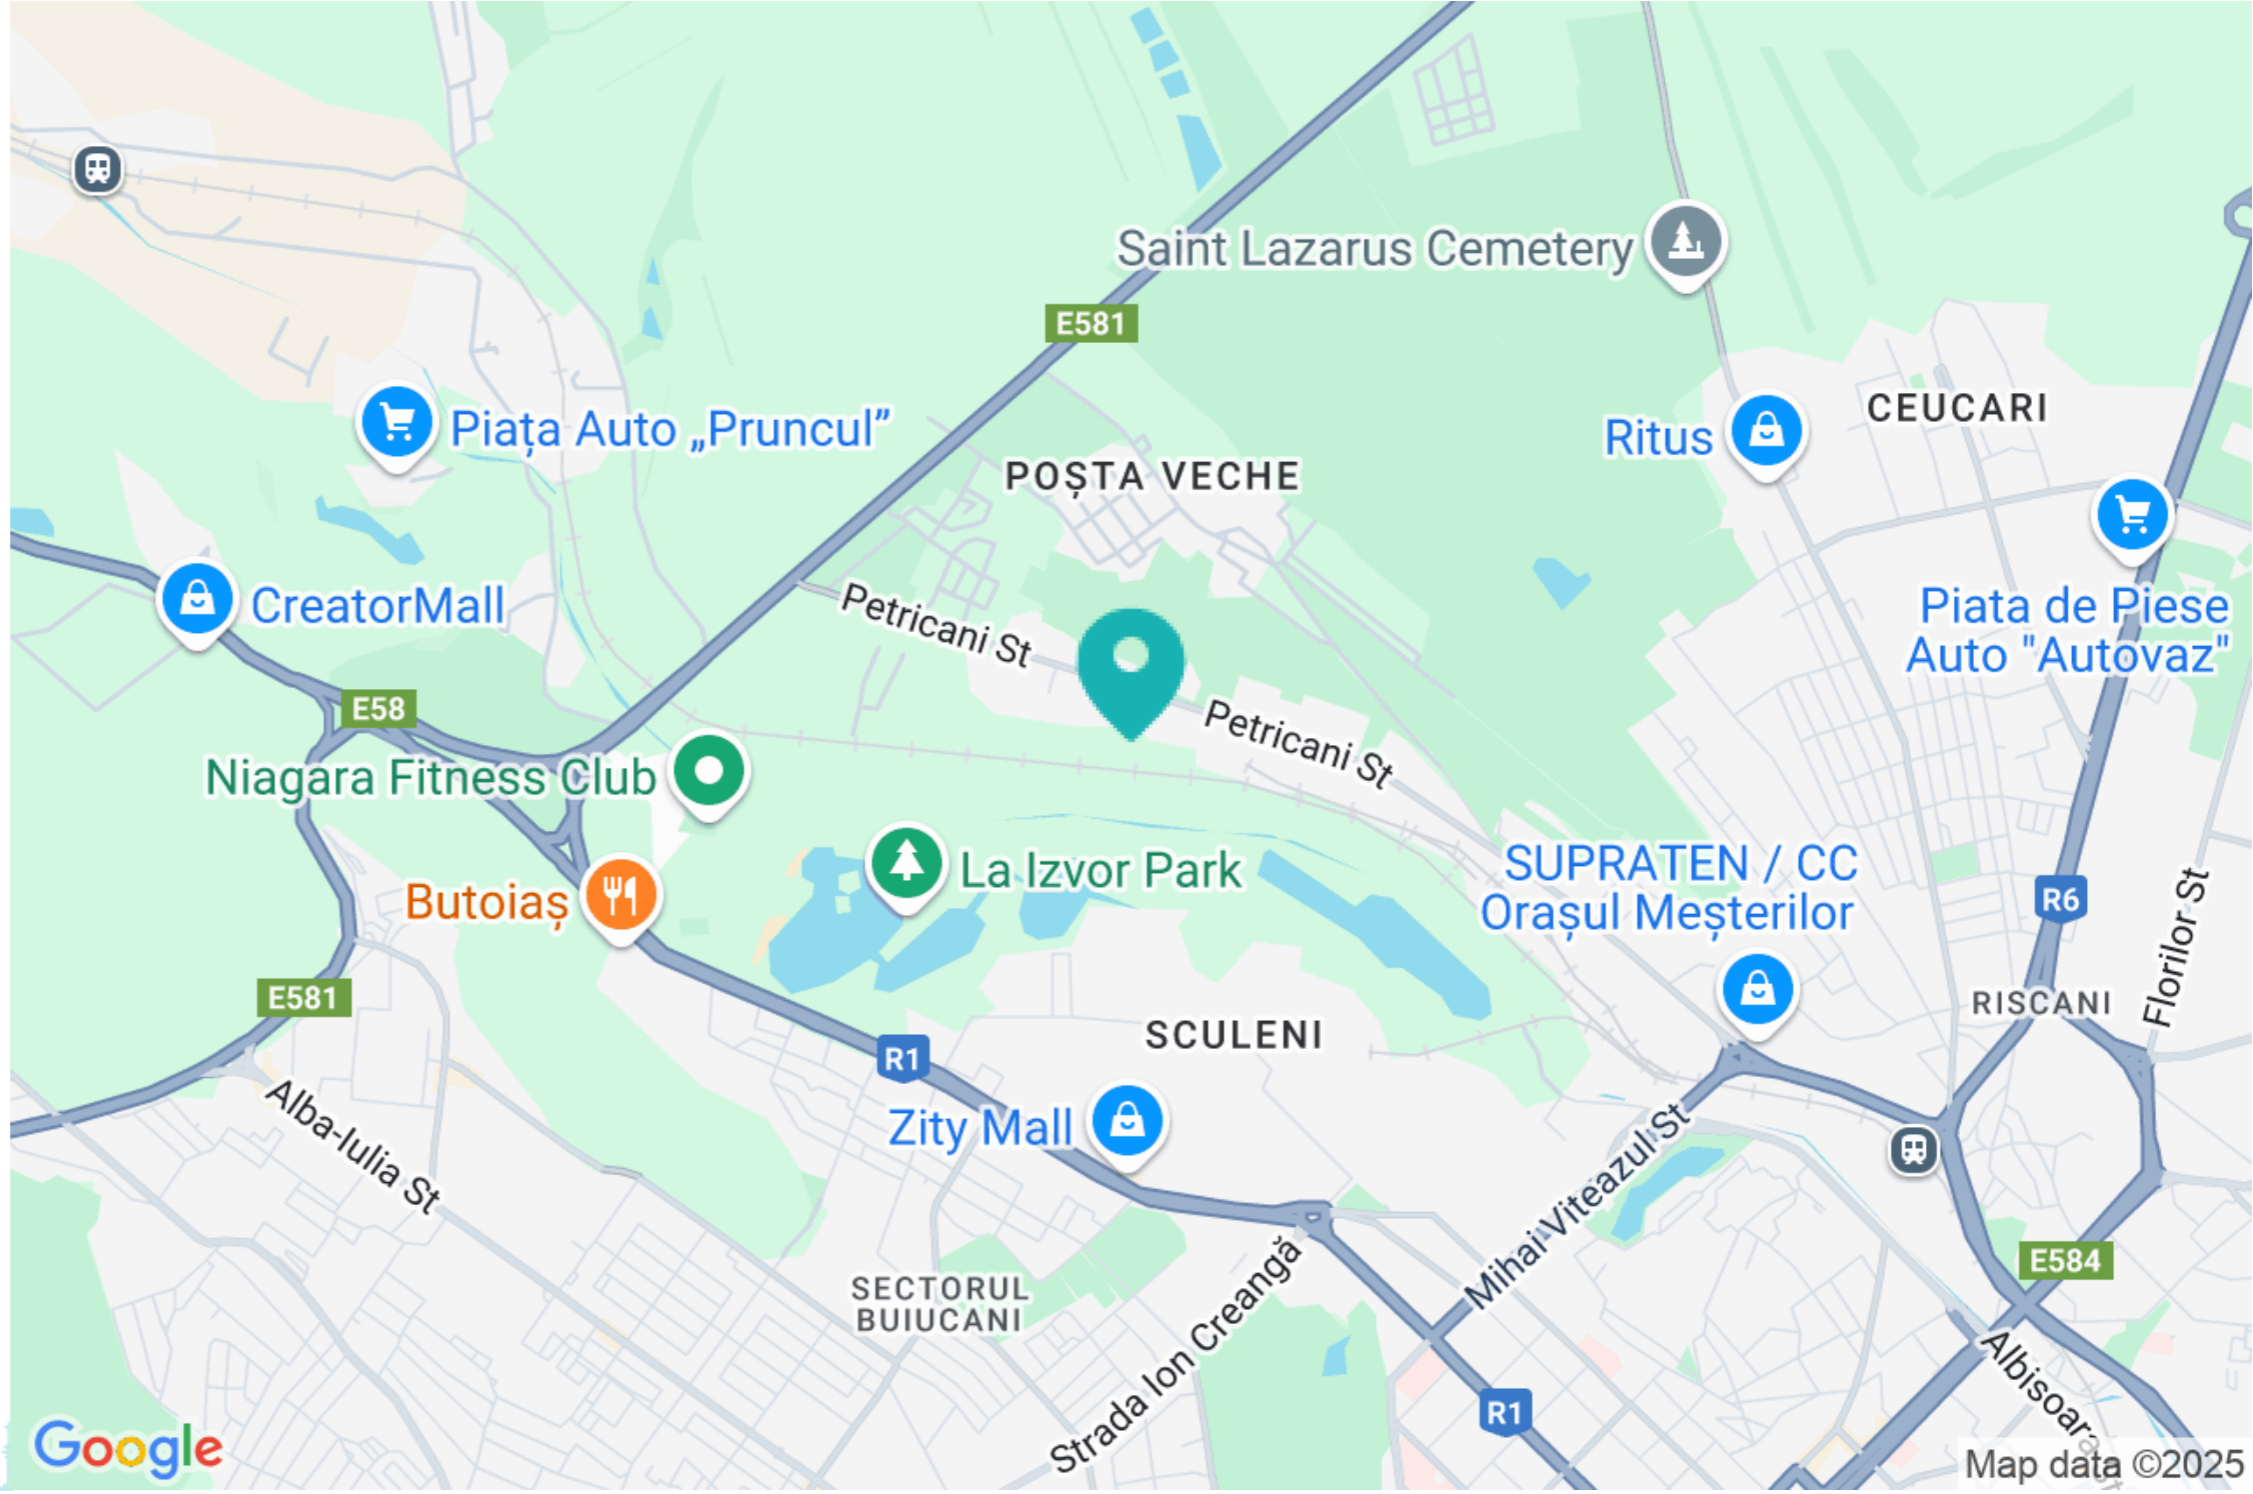 Saint Lazarus Cemetery
E581
CEUCARI
Piața Auto „Pruncul”
Ritus
POȘTA VECHE
CreatorMall
Petricani St
Piata de Piese
Auto "Autovaz"
E58
Petricani St
Niagara Fitness Club
La Izvor Park
SUPRATEN / CC
Orașul Meșterilor
Butoiaș
R6
Florilor St
E581
RISCANI
SCULENI
R1
Alba-Iulia St
Zity Mall
Mihai Viteazul St
E584
SECTORUL
BUIUCANI
Strada Ion Creangă
Albisoara St
R1
Google
Map data ©2025